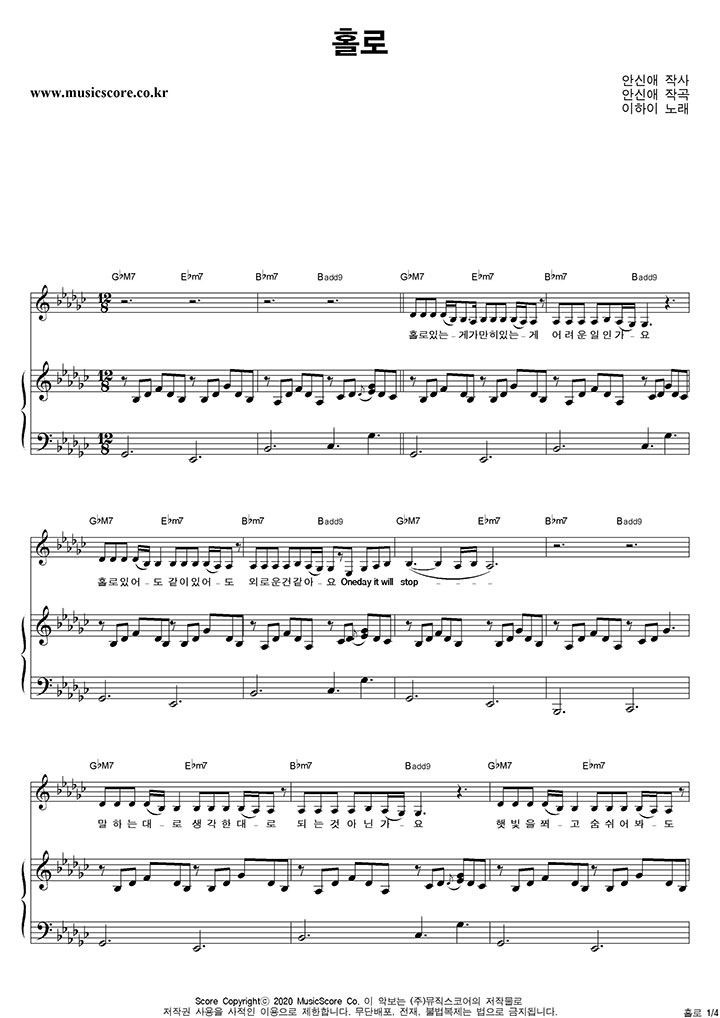 홀로
안신애 작사
www.musicscore.co.kr
안신애 작곡
이하이 노래
G♭M7 E♭m7 B♭m7 Badd9 G♭M7 E♭m7 B♭m7 Badd9
12/8
홀로있는-게가만히있는-게 어려운일인가-요
12/8
12/8
G♭M7 E♭m7 B♭m7 Badd9 G♭M7 E♭m7 B♭m7 Badd9
홀로있어-도 같이있어-도 외로운건같아-요 Oneday it will stop - - - -
G♭M7 E♭m7 B♭m7 Badd9 G♭M7 E♭m7
말하는대-로 생각한대-로 되는것아닌가-요 햇빛을쬐-고 숨쉬어봐-도
Score Copyrightⓒ 2020 MusicScore Co. 이 악보는 (주)뮤직스코어의 저작물로
저작권 사용을 사적인 이용으로 제한합니다. 무단배포, 전재, 불법복제는 법으로 금지됩니다.
홀로 1/4